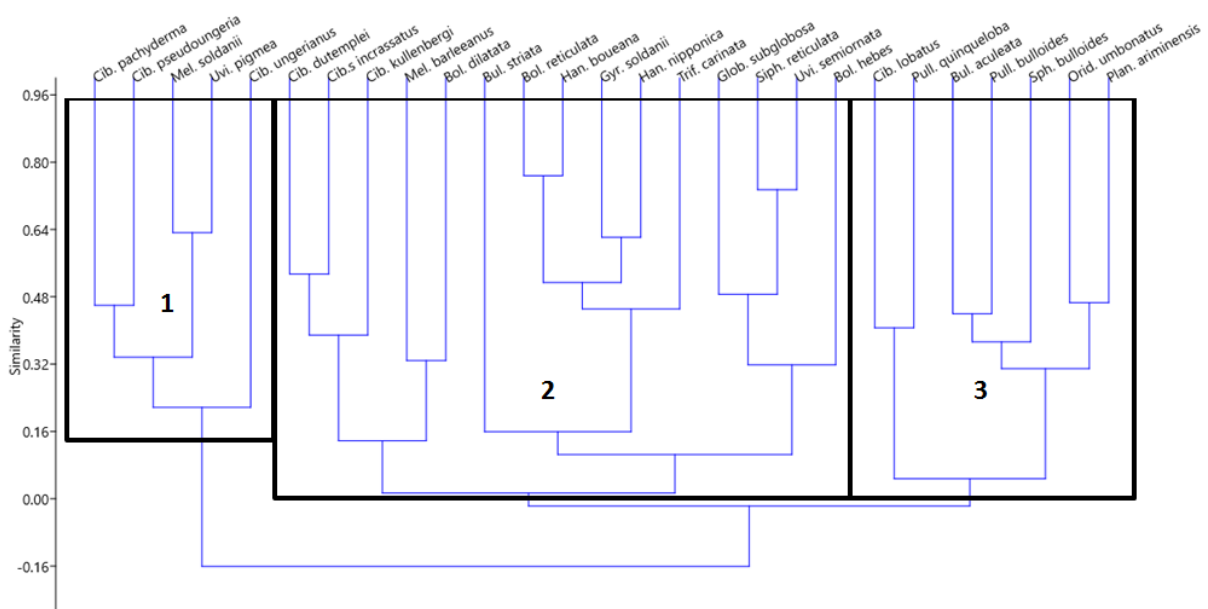 Cib. pachyderma
Cib. pseudoungeria
Mel. soldanii
Uvi. pigmea
Cib. ungerianus
Cib. dutemplei
Cib.s incrassatus
Cib. kullenbergi
Mel. barleeanus
Bol. dilatata
Bul. striata
Bol. reticulata
Han. boueana
Gyr. soldanii
Han. nipponica
Trif. carinata
Glob. subglobosa
Siph. reticulata
Uvi. semiornata
Bol. hebes
Cib. lobatus
Pull. quinqueloba
Bul. aculeata
Pull. bulloides
Sph. bulloides
Orid. umbonatus
Plan. ariminensis
0.96
0.80
0.64
0.48
0.32
0.16
0.00
-0.16
Similarity
1
2
3